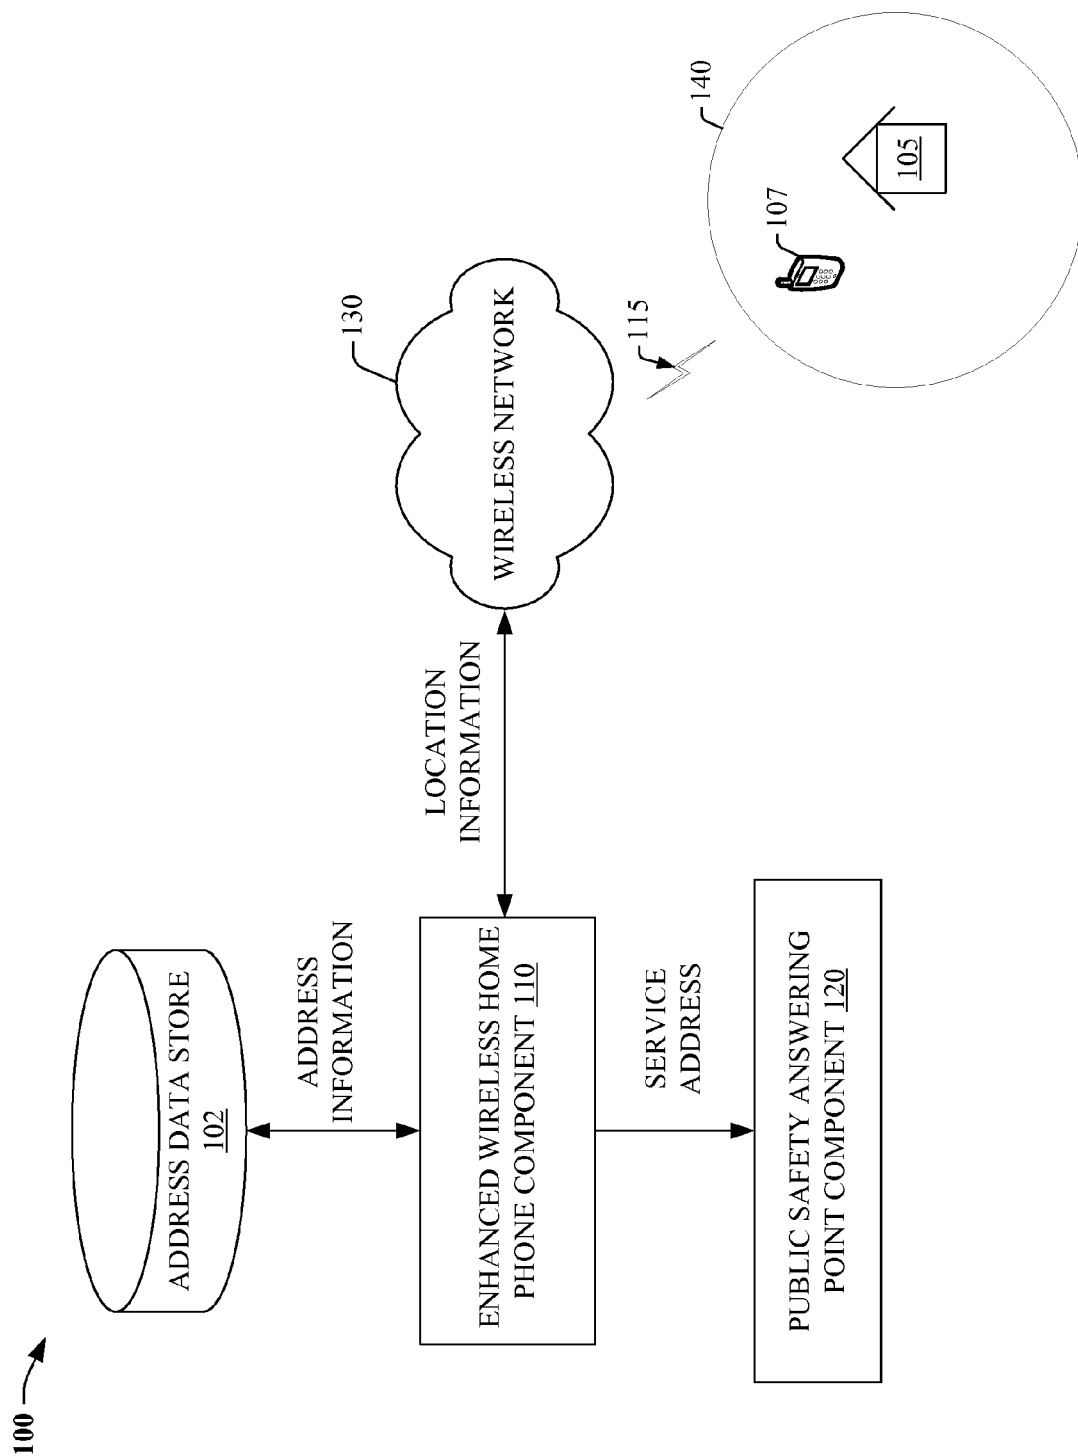 100
ADDRESS DATA STORE
102
ADDRESS
INFORMATION
ENHANCED WIRELESS HOME
PHONE COMPONENT 110
LOCATION
INFORMATION
WIRELESS NETWORK
130
SERVICE
ADDRESS
PUBLIC SAFETY ANSWERING
POINT COMPONENT 120
115
107
105
140